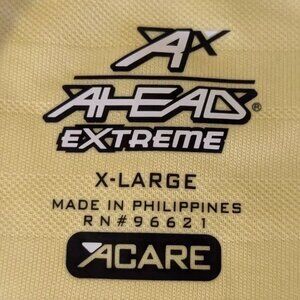 AX
AHEAD®
EXTREME
X-LARGE
MADE IN PHILIPPINES
RN#96621
ACARE